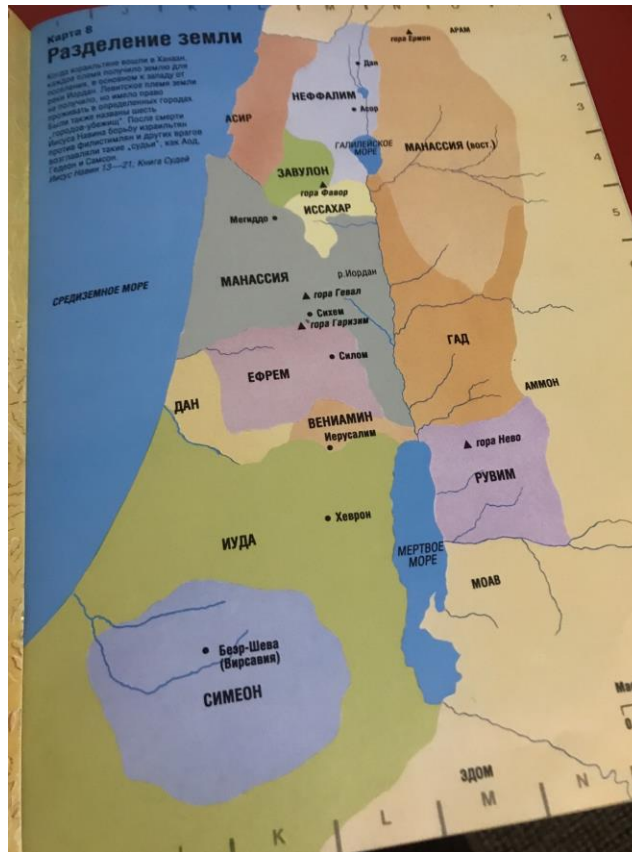 Карта 8
Разделение земли
Когда израильтяне вошли в Ханаан,
каждое племя получило землю для
поселения, в основном к западу от
реки Иордан. Левитское племя земли
не получило, но имело право
проживать в определенных городах.
Были также названы шесть
„городов-убежищ". После смерти
Иисуса Навина борьбу израильтян
против филистимлян и других врагов
возглавляли такие „судьи", как Аод,
Гедеон и Самсон.
Иисус Навин 13—21; Книга Судей
гора Ермон
АРАМ
Дан
НЕФФАЛИМ
Асор
АСИР
ГАЛИЛЕЙСКОЕ
МОРЕ
МАНАССИЯ (вост.)
ЗАВУЛОН
гора Фавор
ИССАХАР
Мегиддо
СРЕДИЗЕМНОЕ МОРЕ
МАНАССИЯ
р.Иордан
гора Гевал
Сихем
гора Гаризим
ГАД
ЕФРЕМ
Силом
ДАН
АММОН
ВЕНИАМИН
Иерусалим
гора Нево
РУВИМ
Хеврон
ИУДА
МЕРТВОЕ
МОРЕ
МОАВ
Беэр-Шева
(Вирсавия)
СИМЕОН
ЭДОМ
0
1
2
3
4
5
K
L
M
N